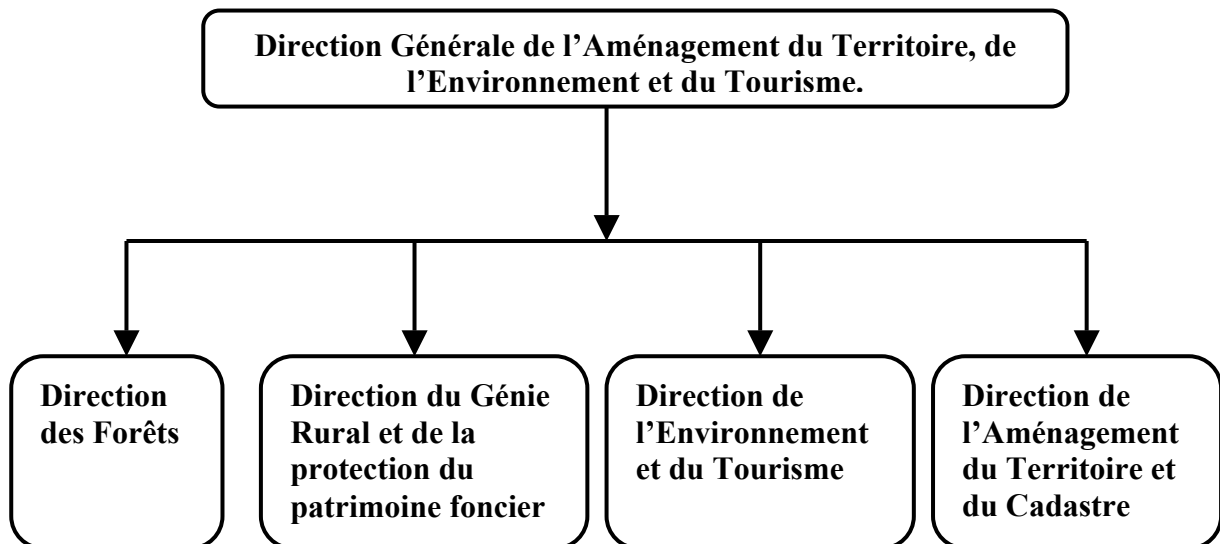 Direction Générale de l’Aménagement du Territoire, de
l’Environnement et du Tourisme.
Direction
des Forêts
Direction du Génie
Rural et de la
protection du
patrimoine foncier
Direction de
l’Environnement
et du Tourisme
Direction de
l’Aménagement
du Territoire et
du Cadastre